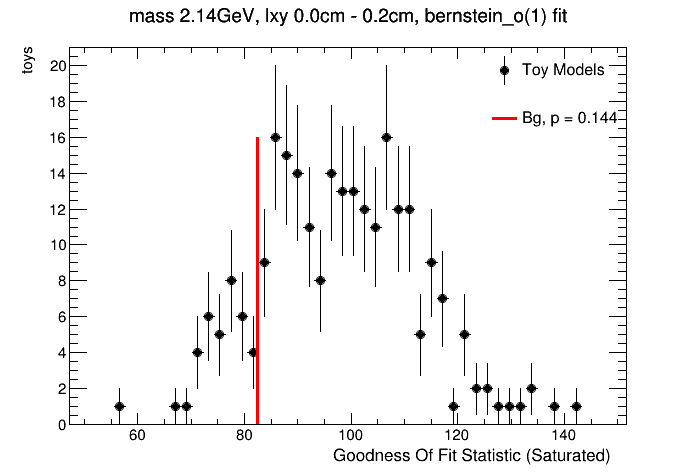 mass 2.14GeV, lxy 0.0cm - 0.2cm, bernstein_o(1) fit
toys
20
18
16
14
12
10
8
6
4
2
0
Toy Models
Bg, p = 0.144
60 80 100 120 140
Goodness Of Fit Statistic (Saturated)